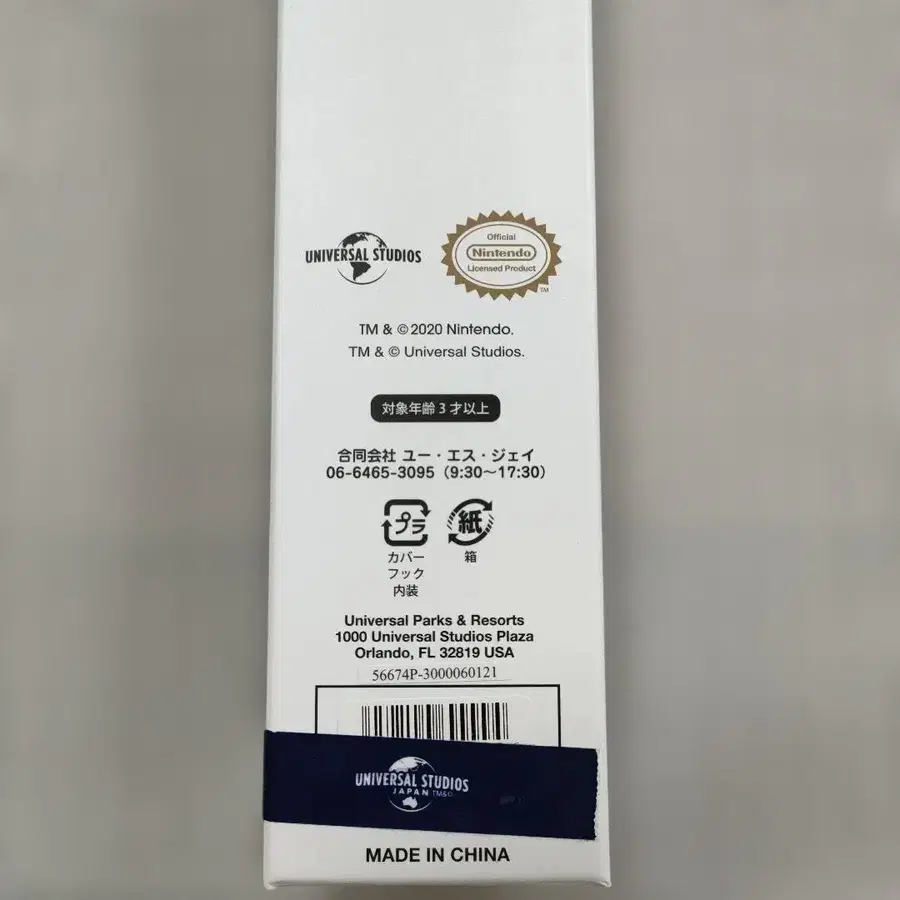 UNIVERSAL STUDIOS
Official
Nintendo
Licensed Product
TM
TM & © 2020 Nintendo.
TM & © Universal Studios.
対象年齢 3 才以上
合同会社 ユー・エス・ジェイ
06-6465-3095（9:30〜17:30）
プラ
カバー
フック
内装
紙
箱
Universal Parks & Resorts
1000 Universal Studios Plaza
Orlando, FL 32819 USA
56674P-3000060121
UNIVERSAL STUDIOS
JAPAN TM&©
MADE IN CHINA